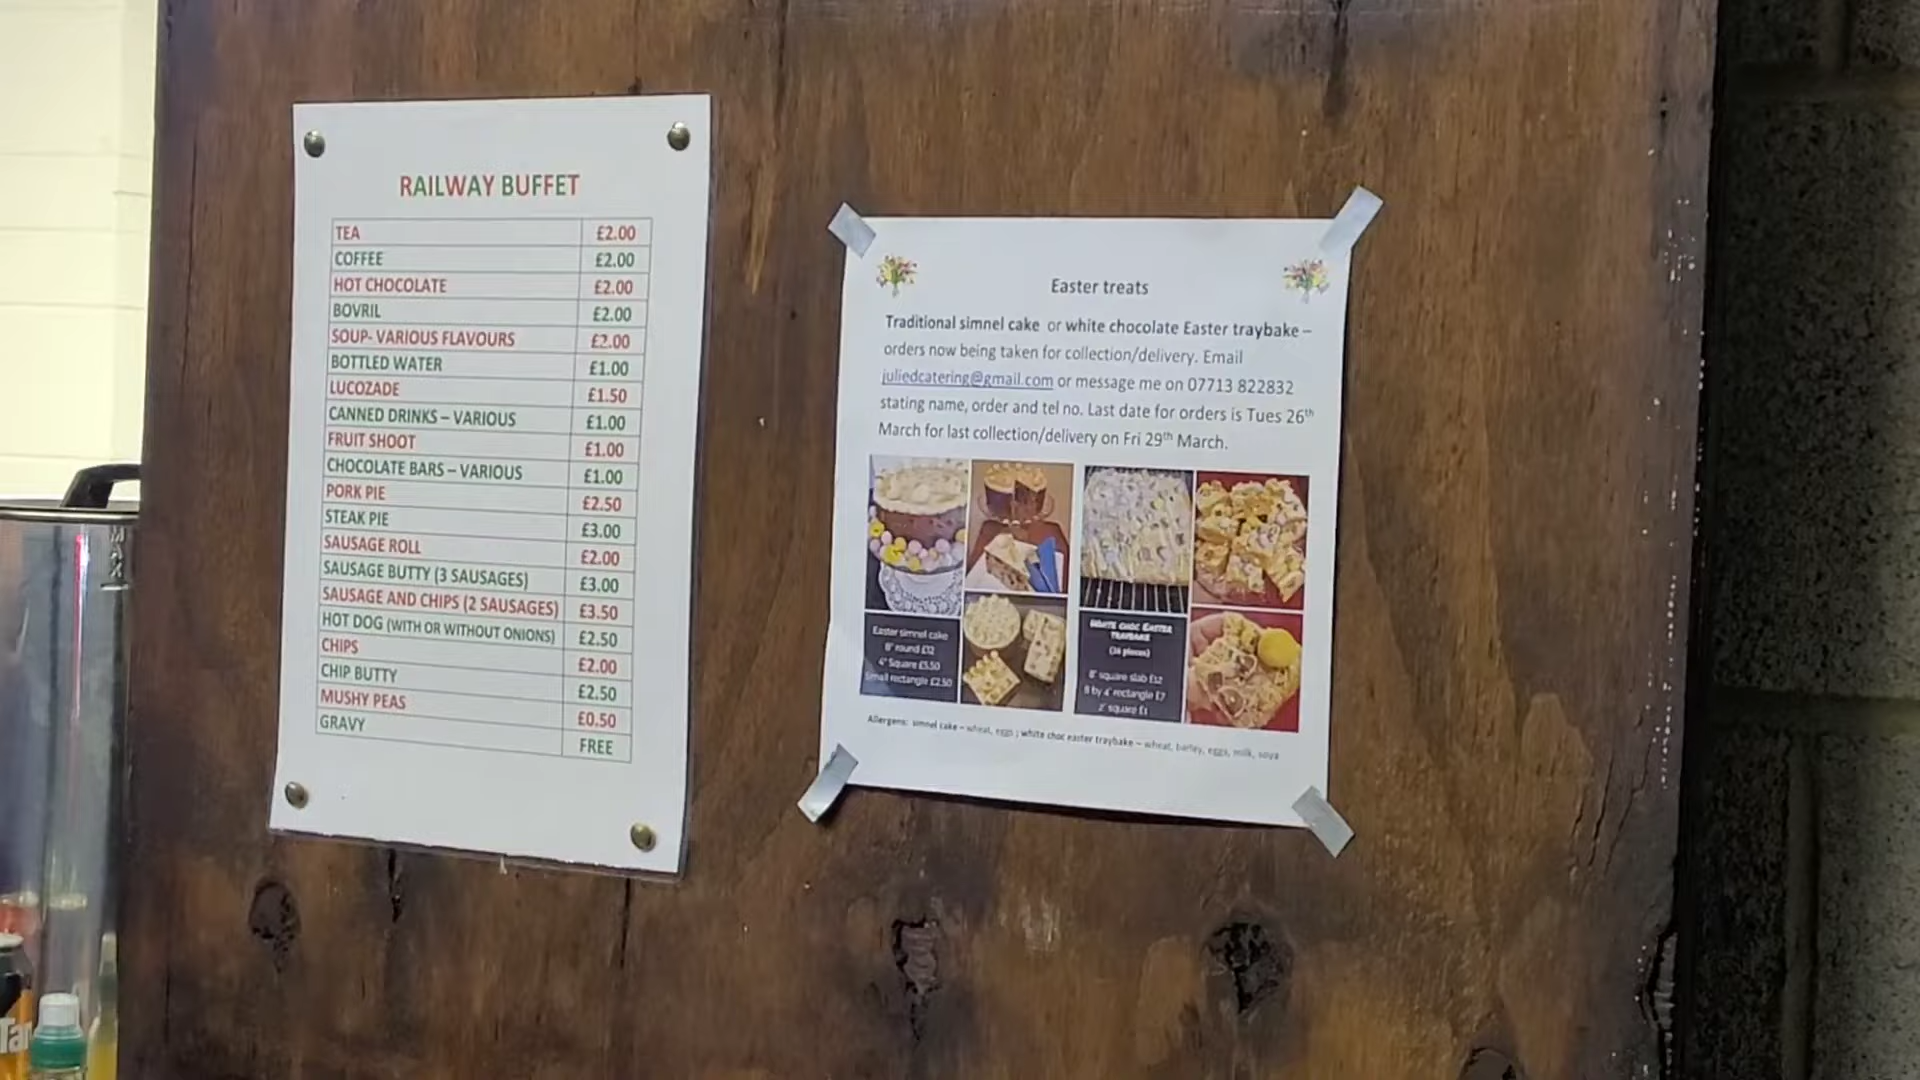 RAILWAY BUFFET
TEA £2.00
COFFEE £2.00
HOT CHOCOLATE £2.00
BOVRIL £2.00
SOUP- VARIOUS FLAVOURS £2.00
BOTTLED WATER £1.00
LUCOZADE £1.50
CANNED DRINKS – VARIOUS £1.00
FRUIT SHOOT £1.00
CHOCOLATE BARS – VARIOUS £1.00
PORK PIE £2.50
STEAK PIE £3.00
SAUSAGE ROLL £2.00
SAUSAGE BUTTY (3 SAUSAGES) £3.00
SAUSAGE AND CHIPS (2 SAUSAGES) £3.50
HOT DOG (WITH OR WITHOUT ONIONS) £2.50
CHIPS £2.00
CHIP BUTTY £2.50
MUSHY PEAS £0.50
GRAVY FREE
Easter treats
Traditional simnel cake or white chocolate Easter traybake –
orders now being taken for collection/delivery. Email
juliedcatering@gmail.com or message me on 07713 822832
stating name, order and tel no. Last date for orders is Tues 26th
March for last collection/delivery on Fri 29th March.
Easter simnel cake
8" round £12
4" Square £5.50
Small rectangle £2.50
WHITE CHOC EASTER
TRAYBAKE
(16 pieces)
8" square slab £12
8 by 4" rectangle £7
2" square £1
Allergens: simnel cake – wheat, eggs ; white choc easter traybake – wheat, barley, eggs, milk, soya
MAX